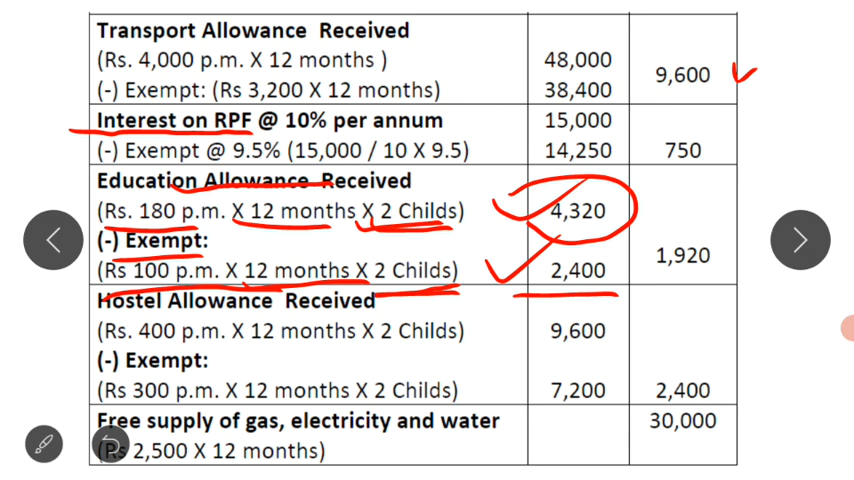 Transport Allowance Received
(Rs. 4,000 p.m. X 12 months ) 48,000
(-) Exempt: (Rs 3,200 X 12 months) 38,400 9,600
Interest on RPF @ 10% per annum 15,000
(-) Exempt @ 9.5% (15,000 / 10 X 9.5) 14,250 750
Education Allowance Received
(Rs. 180 p.m. X 12 months X 2 Childs) 4,320
(-) Exempt:
(Rs 100 p.m. X 12 months X 2 Childs) 2,400 1,920
Hostel Allowance Received
(Rs. 400 p.m. X 12 months X 2 Childs) 9,600
(-) Exempt:
(Rs 300 p.m. X 12 months X 2 Childs) 7,200 2,400
Free supply of gas, electricity and water 30,000
(Rs 2,500 X 12 months)